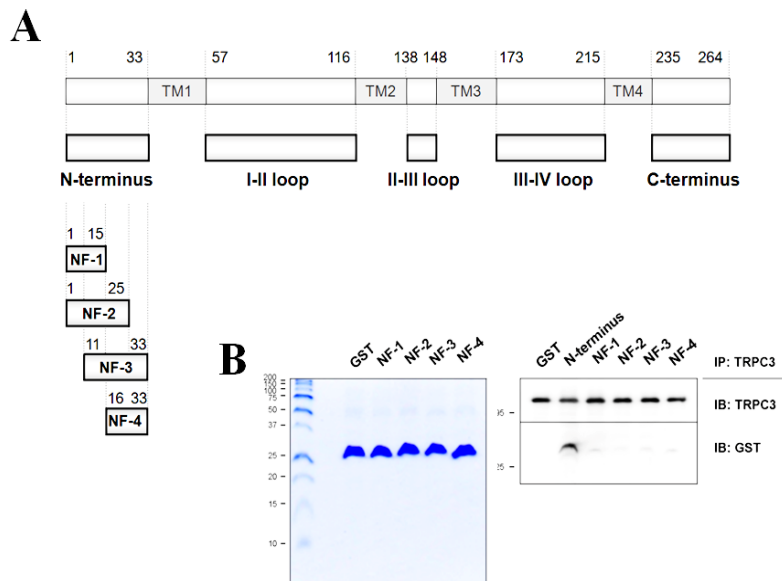 A
1 33 57 116 138 148 173 215 235 264
TM1 TM2 TM3 TM4
N-terminus I-II loop II-III loop III-IV loop C-terminus
1 15
NF-1
1 25
NF-2
11 33
NF-3
16 33
NF-4
B
GST NF-1 NF-2 NF-3 NF-4
200
100
75
50
37
25
20
15
10
GST N-terminus NF-1 NF-2 NF-3 NF-4
IP: TRPC3
IB: TRPC3
IB: GST